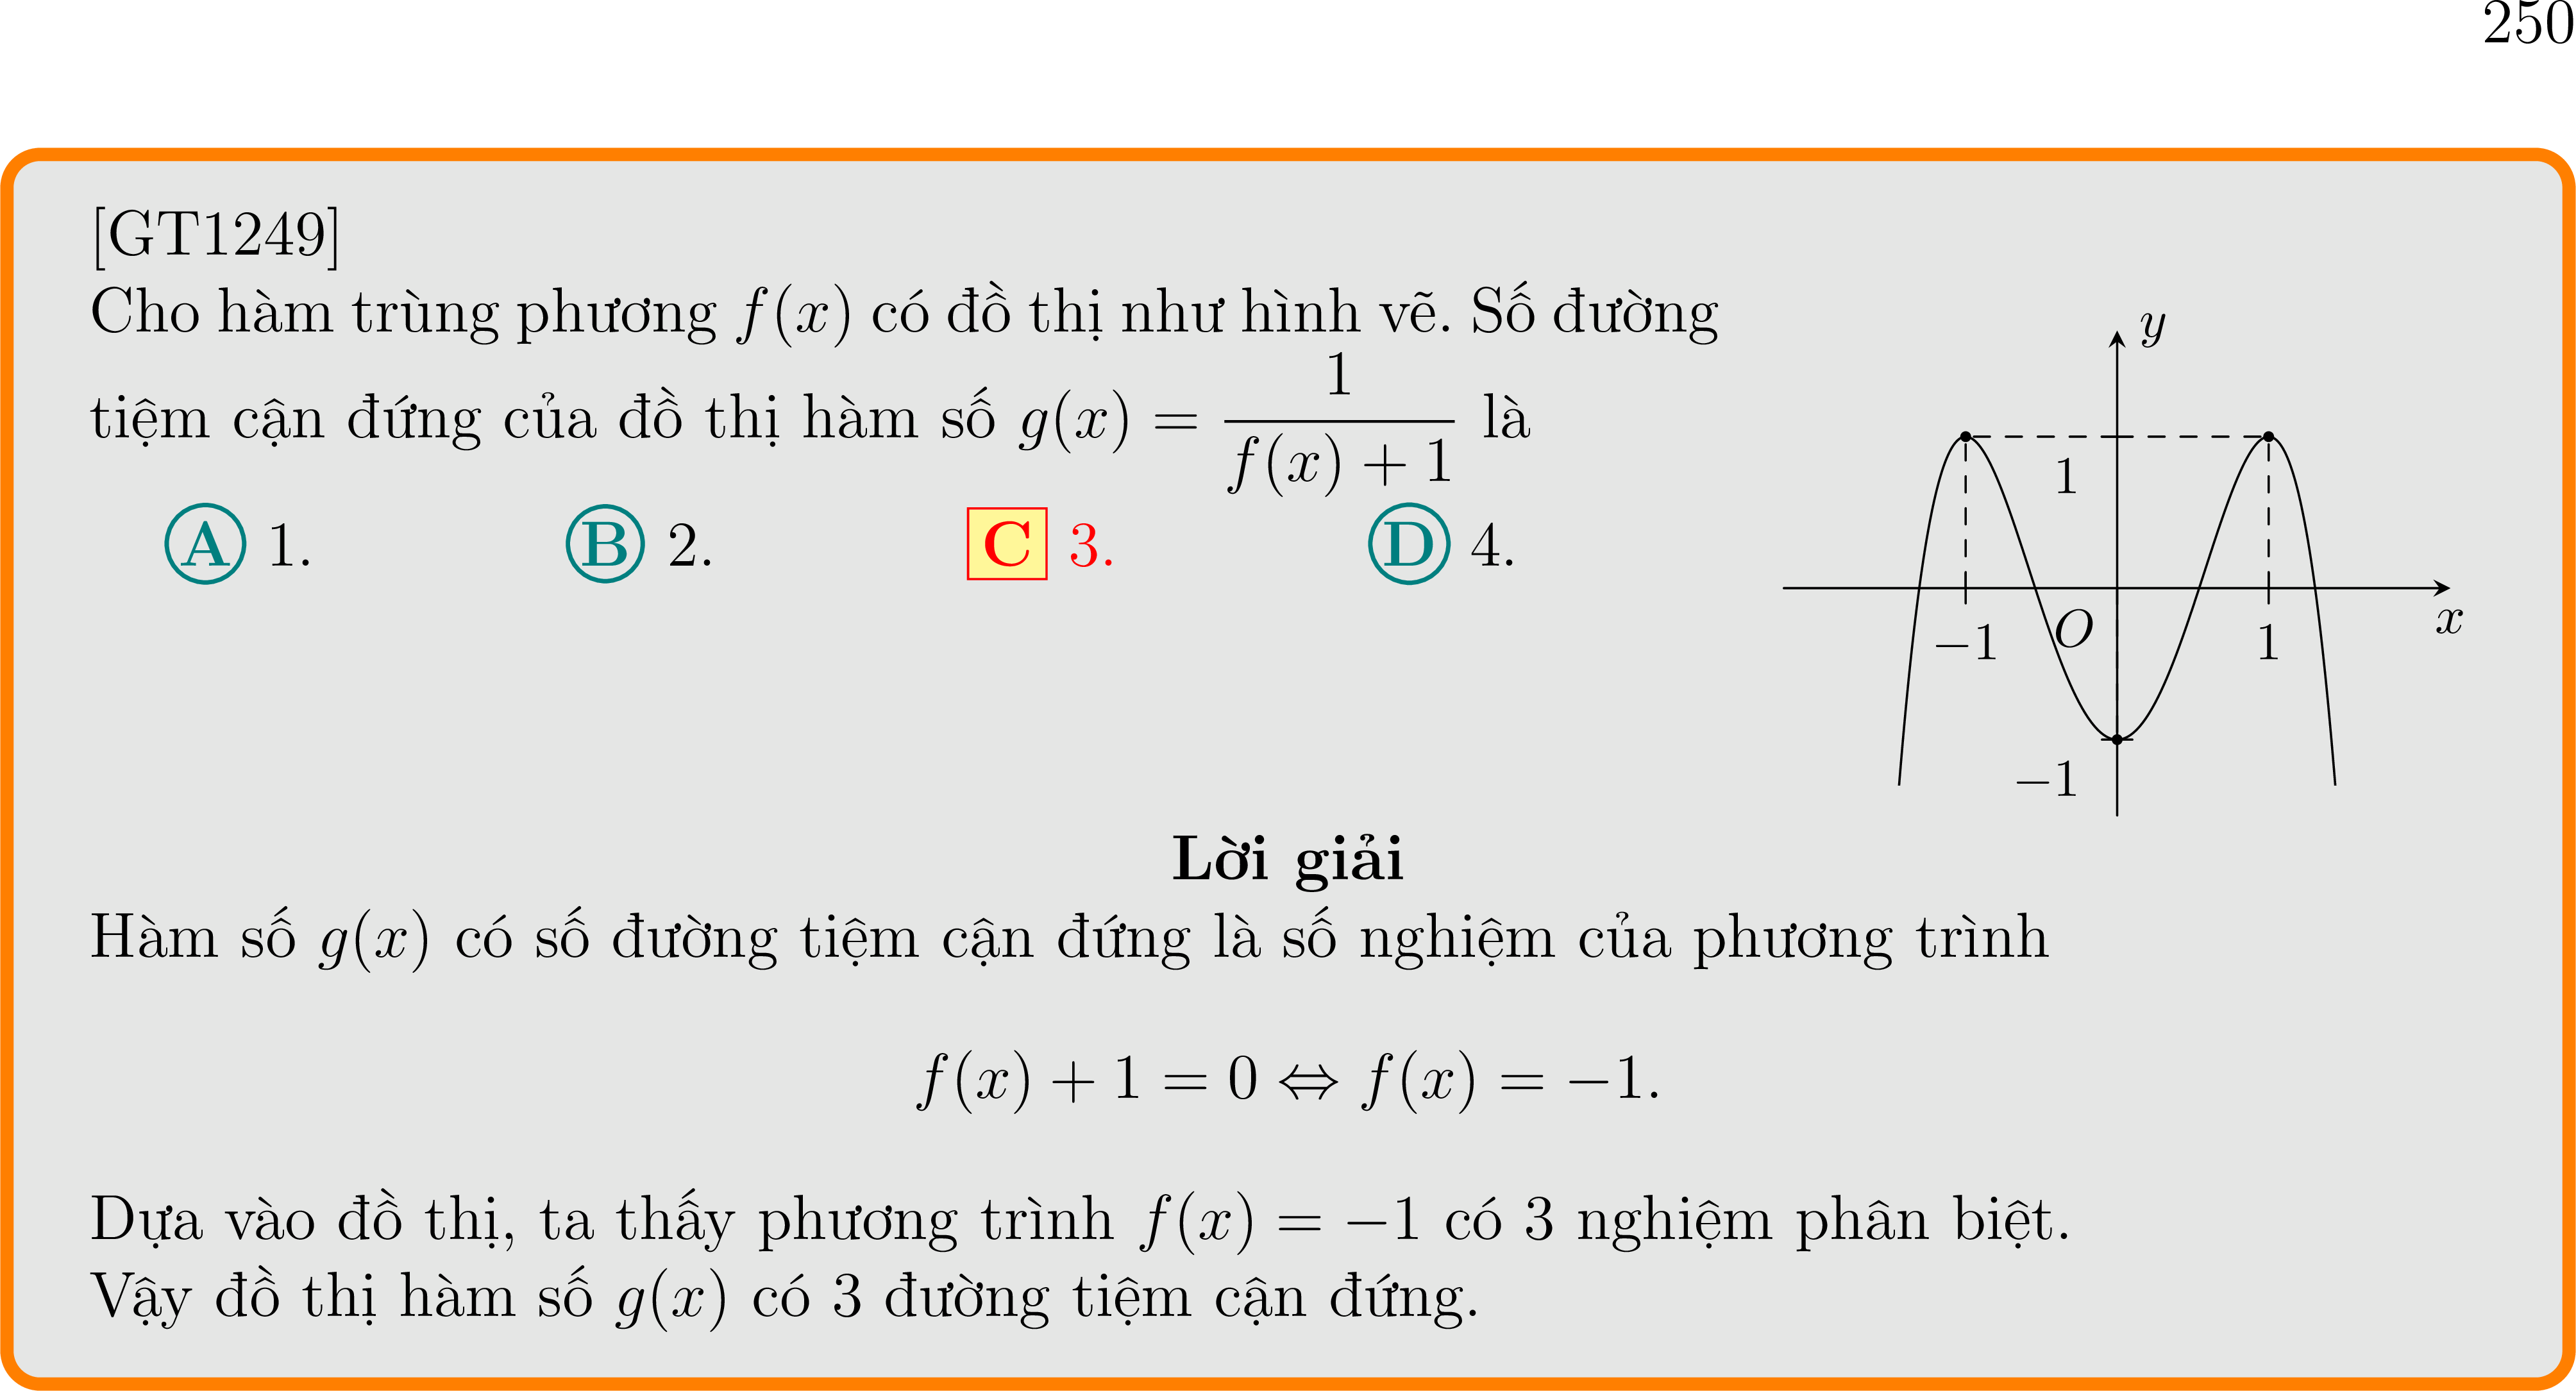 250
[GT1249]
Cho hàm trùng phương f(x) có đồ thị như hình vẽ. Số đường
tiệm cận đứng của đồ thị hàm số g(x) = 1/(f(x) + 1) là
A 1. B 2. C 3. D 4.
y
1
O
−1
1
x
−1
Lời giải
Hàm số g(x) có số đường tiệm cận đứng là số nghiệm của phương trình
f(x) + 1 = 0 ⇔ f(x) = −1.
Dựa vào đồ thị, ta thấy phương trình f(x) = −1 có 3 nghiệm phân biệt.
Vậy đồ thị hàm số g(x) có 3 đường tiệm cận đứng.